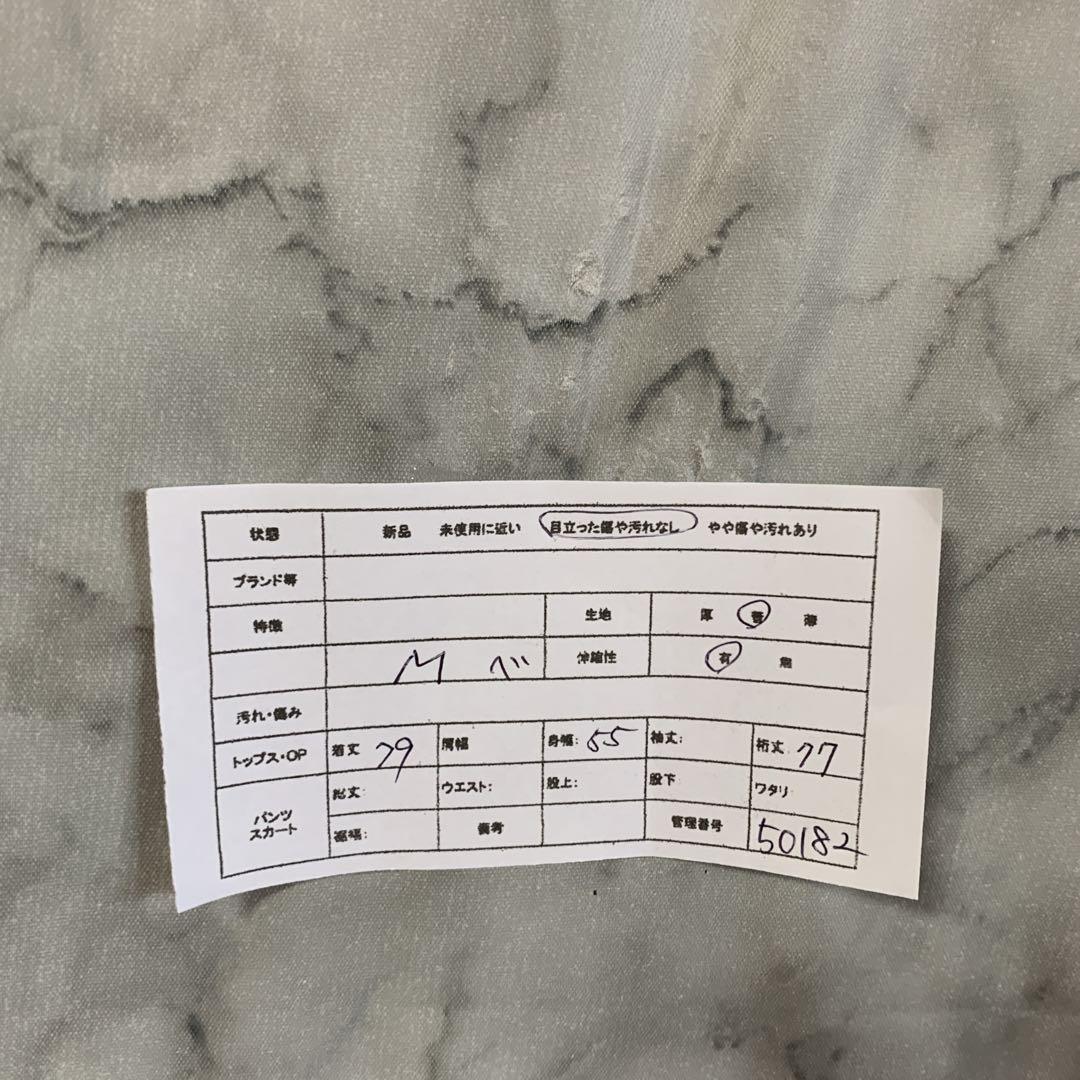 状態 新品 未使用に近い 目立った傷や汚れなし やや傷や汚れあり
ブランド等
特徴 生地 厚 普 薄
M ベ 伸縮性 有 無
汚れ・傷み
トップス・OP 着丈 79 肩幅 身幅: 55 袖丈: 裄丈 77
パンツ スカート 総丈: ウエスト: 股上: 股下 ワタリ
裾幅: 備考 管理番号 50182